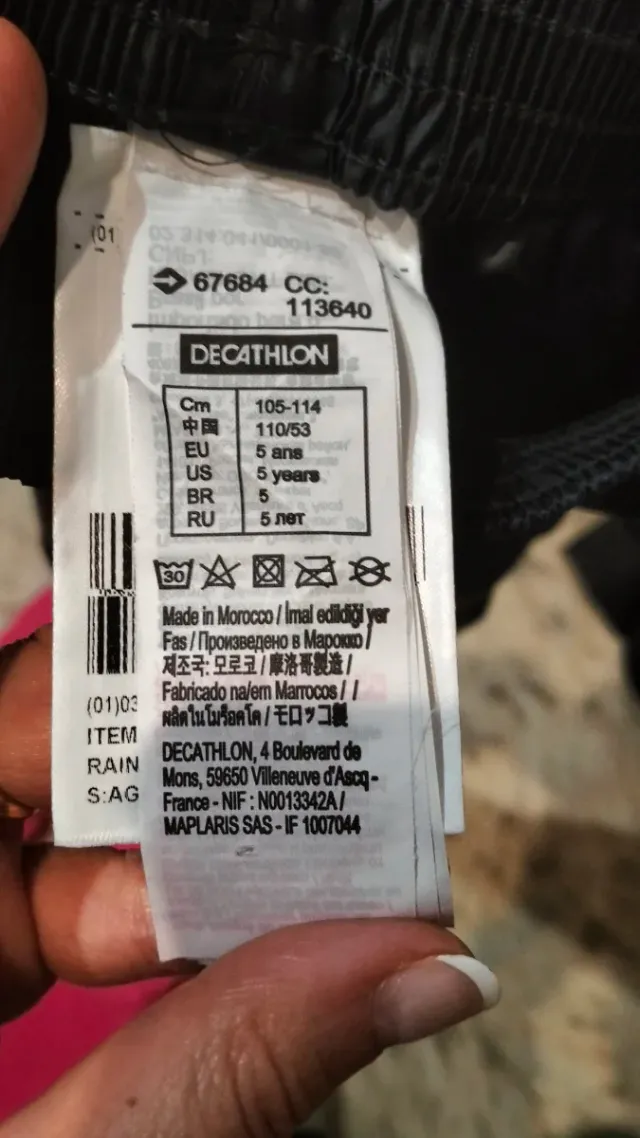 (01
67684 CC:
113640
DECATHLON
Cm 105-114
中国 110/53
EU 5 ans
US 5 years
BR 5
RU 5 лет
30
Made in Morocco / İmal edildiği yer
Fas / Произведено в Марокко /
제조국: 모로코 / 摩洛哥製造 /
Fabricado na/em Marrocos / /
ผลิตในโมร็อคโค / モロッコ製
DECATHLON, 4 Boulevard de
Mons, 59650 Villeneuve d'Ascq -
France - NIF : N0013342A /
MAPLARIS SAS - IF 1007044
(01)03
ITEM
RAIN
S:AG